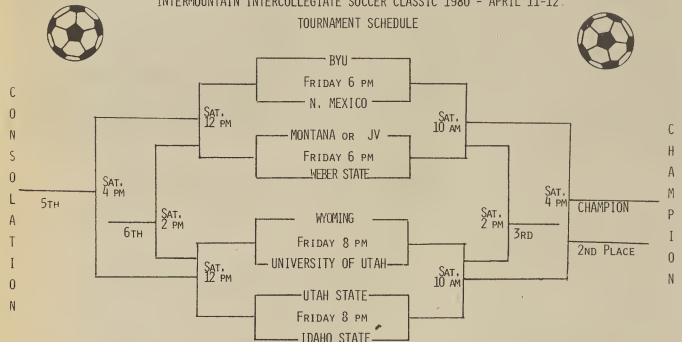 INTERMOUNTAIN INTERCOLLEGIATE SOCCER CLASSIC 1980 - APRIL 11-12.
TOURNAMENT SCHEDULE
BYU
FRIDAY 6 PM
N. MEXICO
SAT.
12 PM
SAT.
10 AM
MONTANA OR JV
FRIDAY 6 PM
WEBER STATE
CONSOLATION
CHAMPION
SAT.
4 PM
5TH
SAT.
2 PM
6TH
SAT.
2 PM
3RD
SAT.
4 PM
CHAMPION
2ND PLACE
WYOMING
FRIDAY 8 PM
UNIVERSITY OF UTAH
SAT.
12 PM
SAT.
10 AM
UTAH STATE
FRIDAY 8 PM
IDAHO STATE